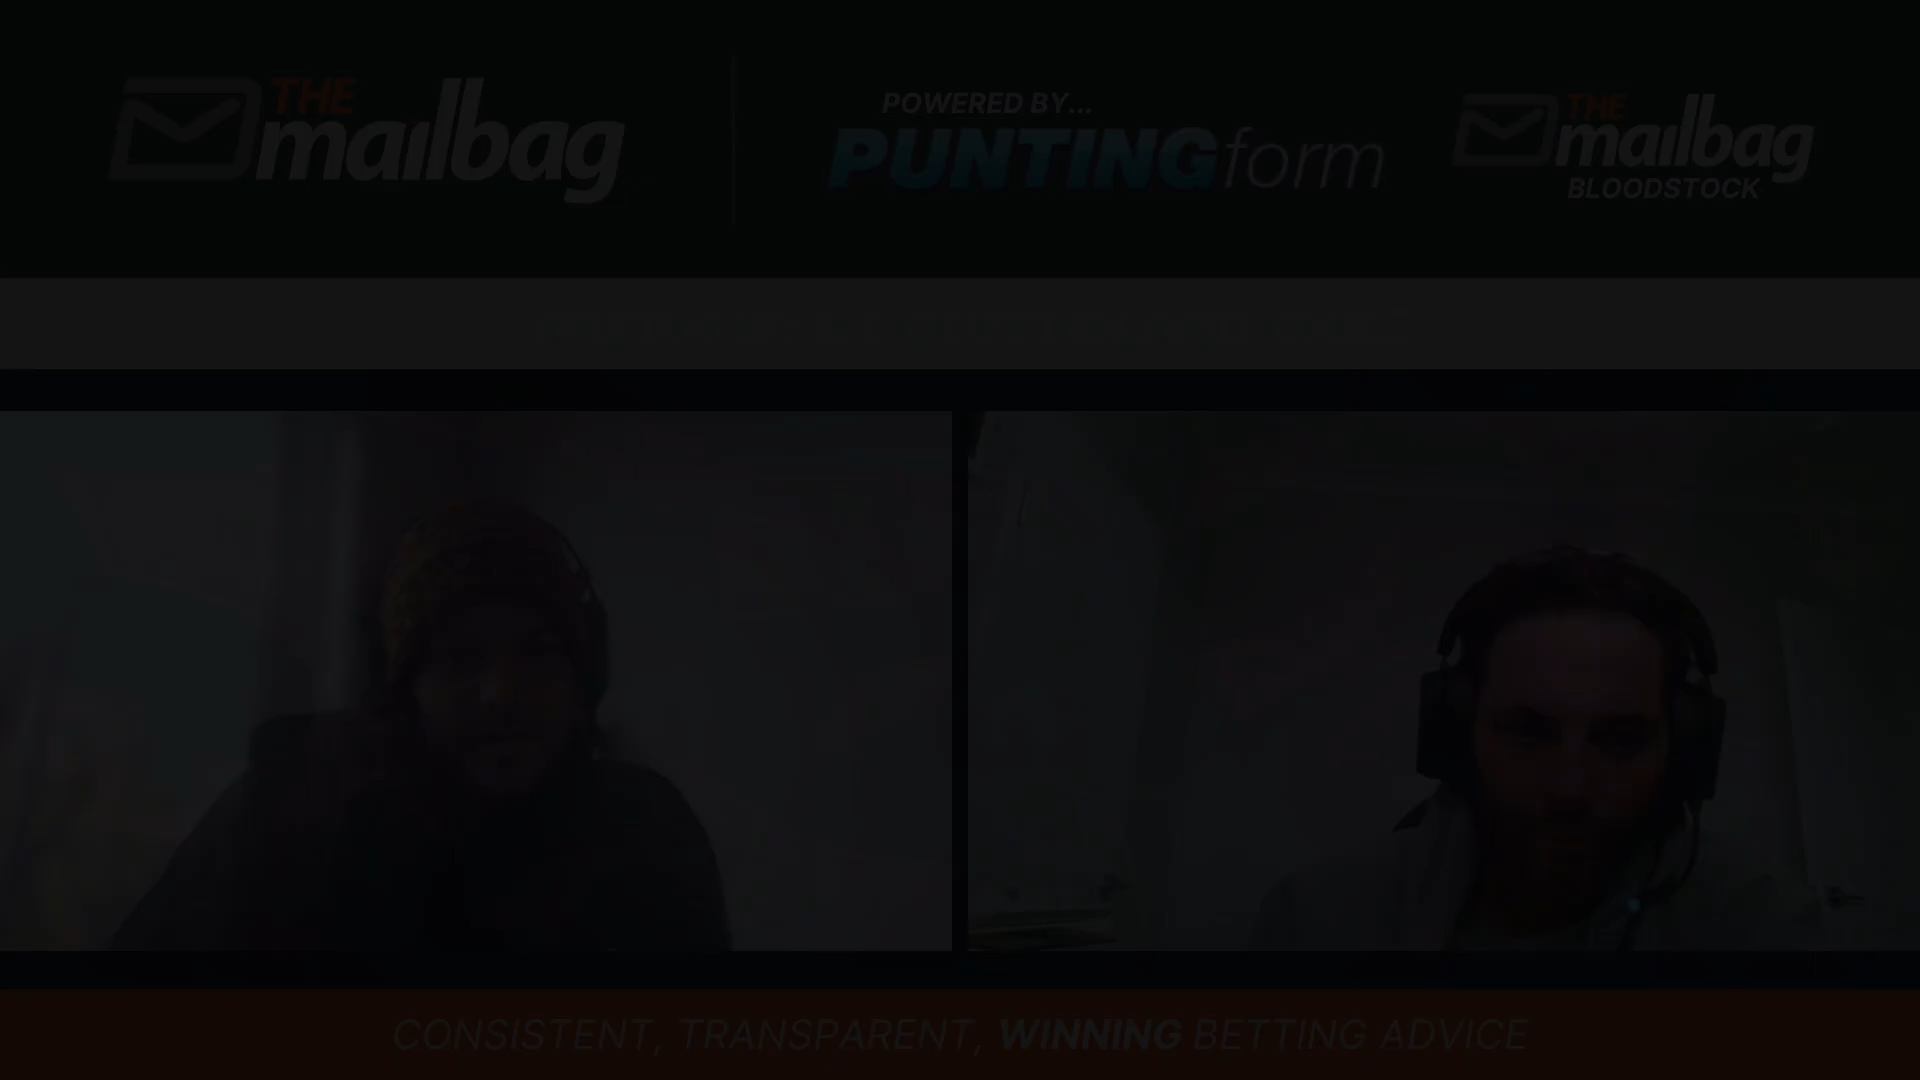 THE
mailbag
POWERED BY...
PUNTINGform
THE
mailbag
BLOODSTOCK
CONSISTENT, TRANSPARENT, WINNING BETTING ADVICE